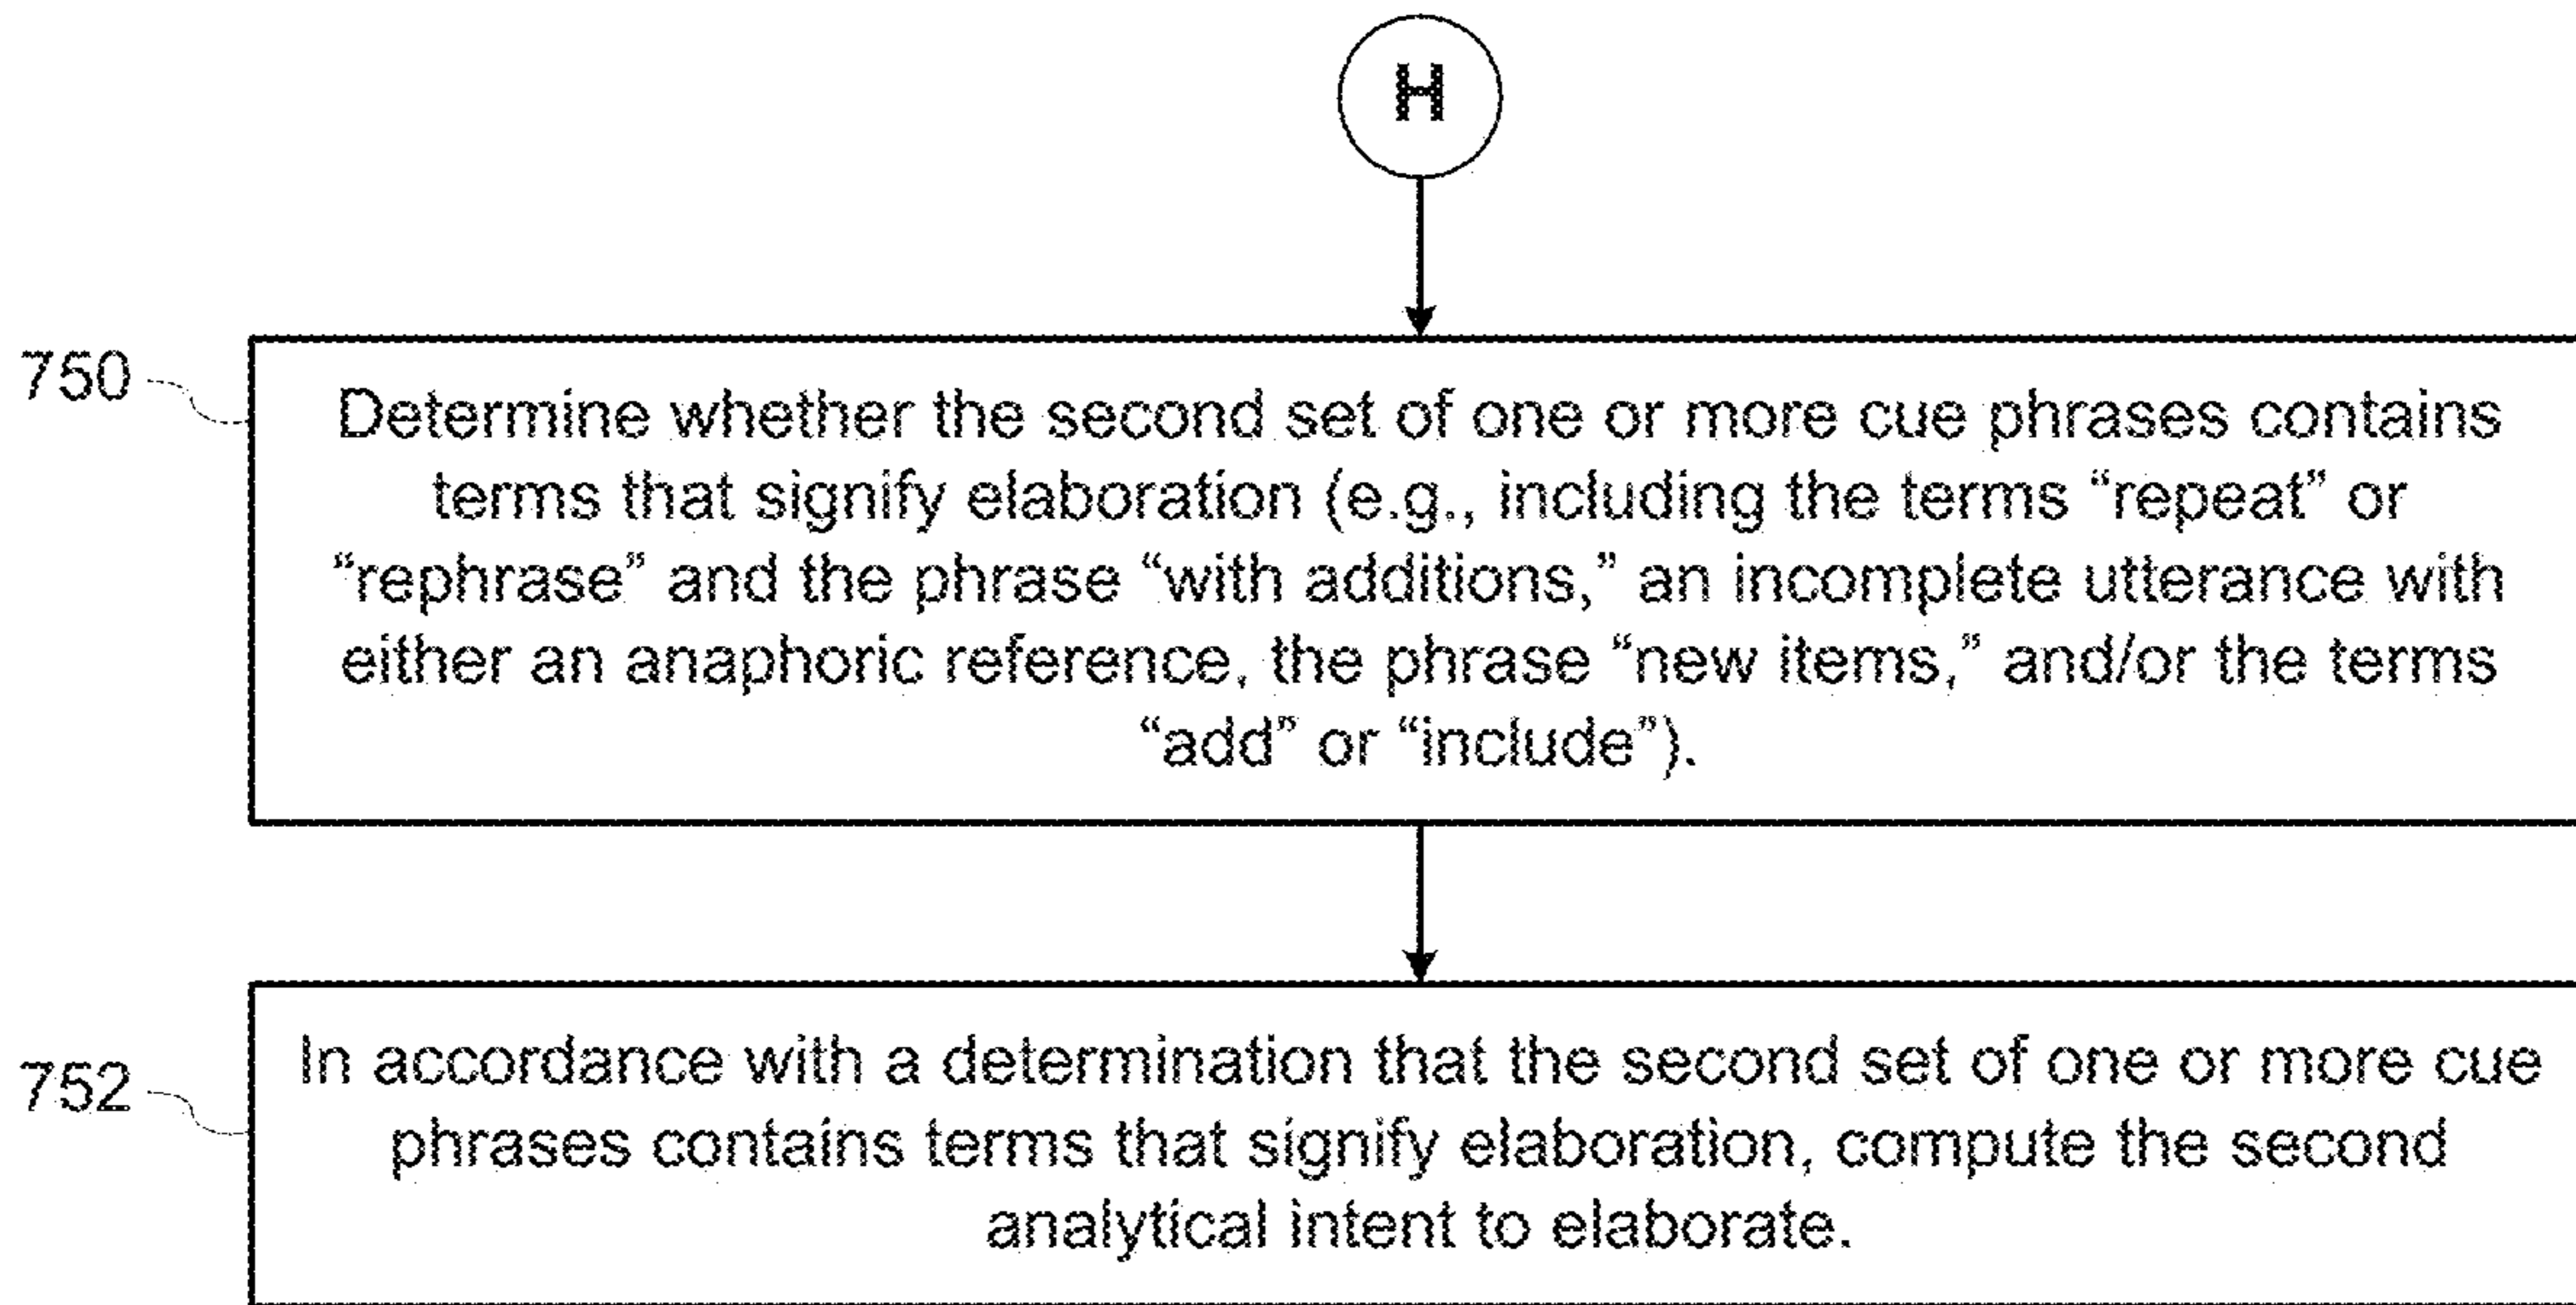 H
750
Determine whether the second set of one or more cue phrases contains
terms that signify elaboration (e.g., including the terms “repeat” or
“rephrase” and the phrase “with additions,” an incomplete utterance with
either an anaphoric reference, the phrase “new items,” and/or the terms
“add” or “include”).
752
In accordance with a determination that the second set of one or more cue
phrases contains terms that signify elaboration, compute the second
analytical intent to elaborate.